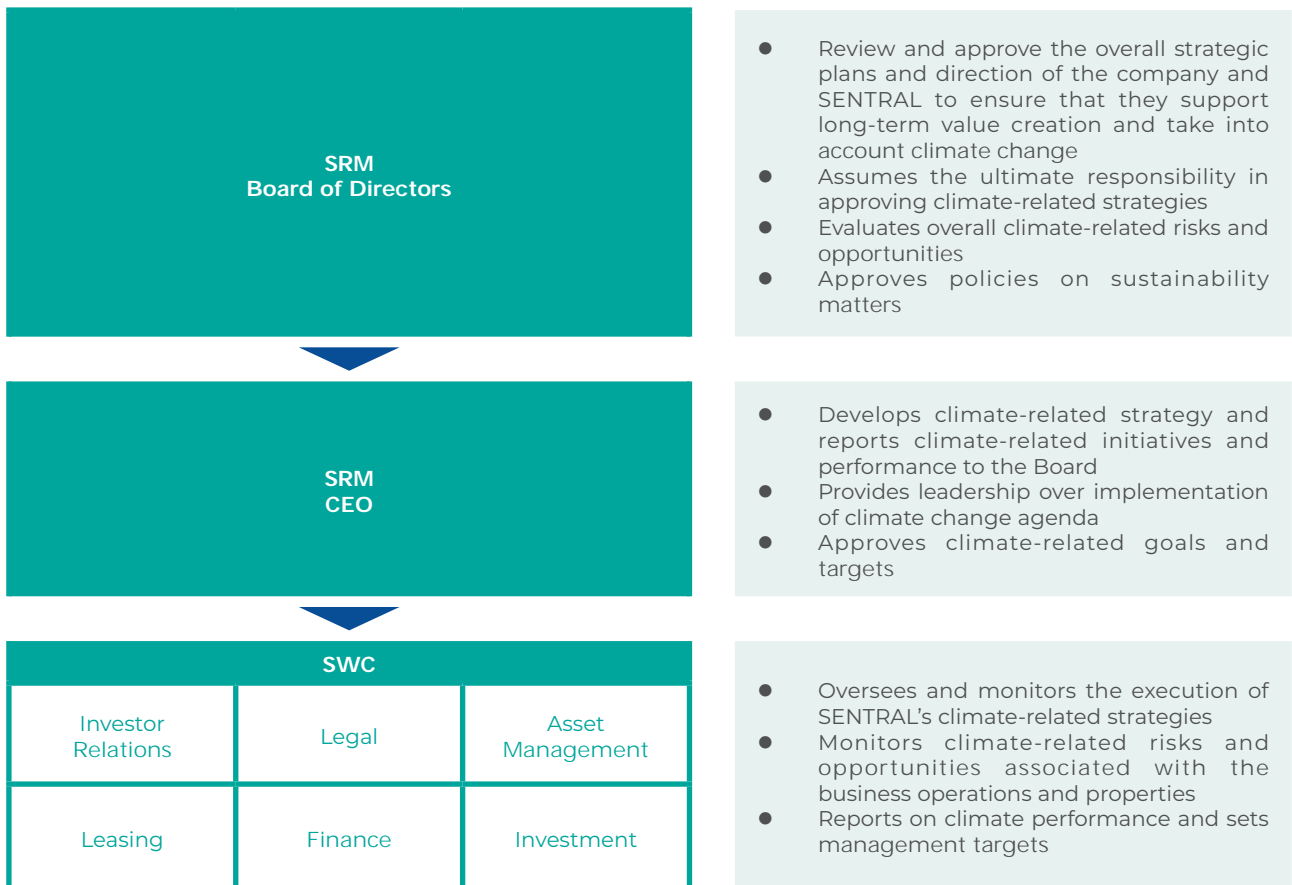 SRM
Board of Directors
● Review and approve the overall strategic
plans and direction of the company and
SENTRAL to ensure that they support
long-term value creation and take into
account climate change
● Assumes the ultimate responsibility in
approving climate-related strategies
● Evaluates overall climate-related risks and
opportunities
● Approves policies on sustainability
matters
SRM
CEO
● Develops climate-related strategy and
reports climate-related initiatives and
performance to the Board
● Provides leadership over implementation
of climate change agenda
● Approves climate-related goals and
targets
SWC
Investor
Relations
Legal
Asset
Management
Leasing
Finance
Investment
● Oversees and monitors the execution of
SENTRAL's climate-related strategies
● Monitors climate-related risks and
opportunities associated with the
business operations and properties
● Reports on climate performance and sets
management targets